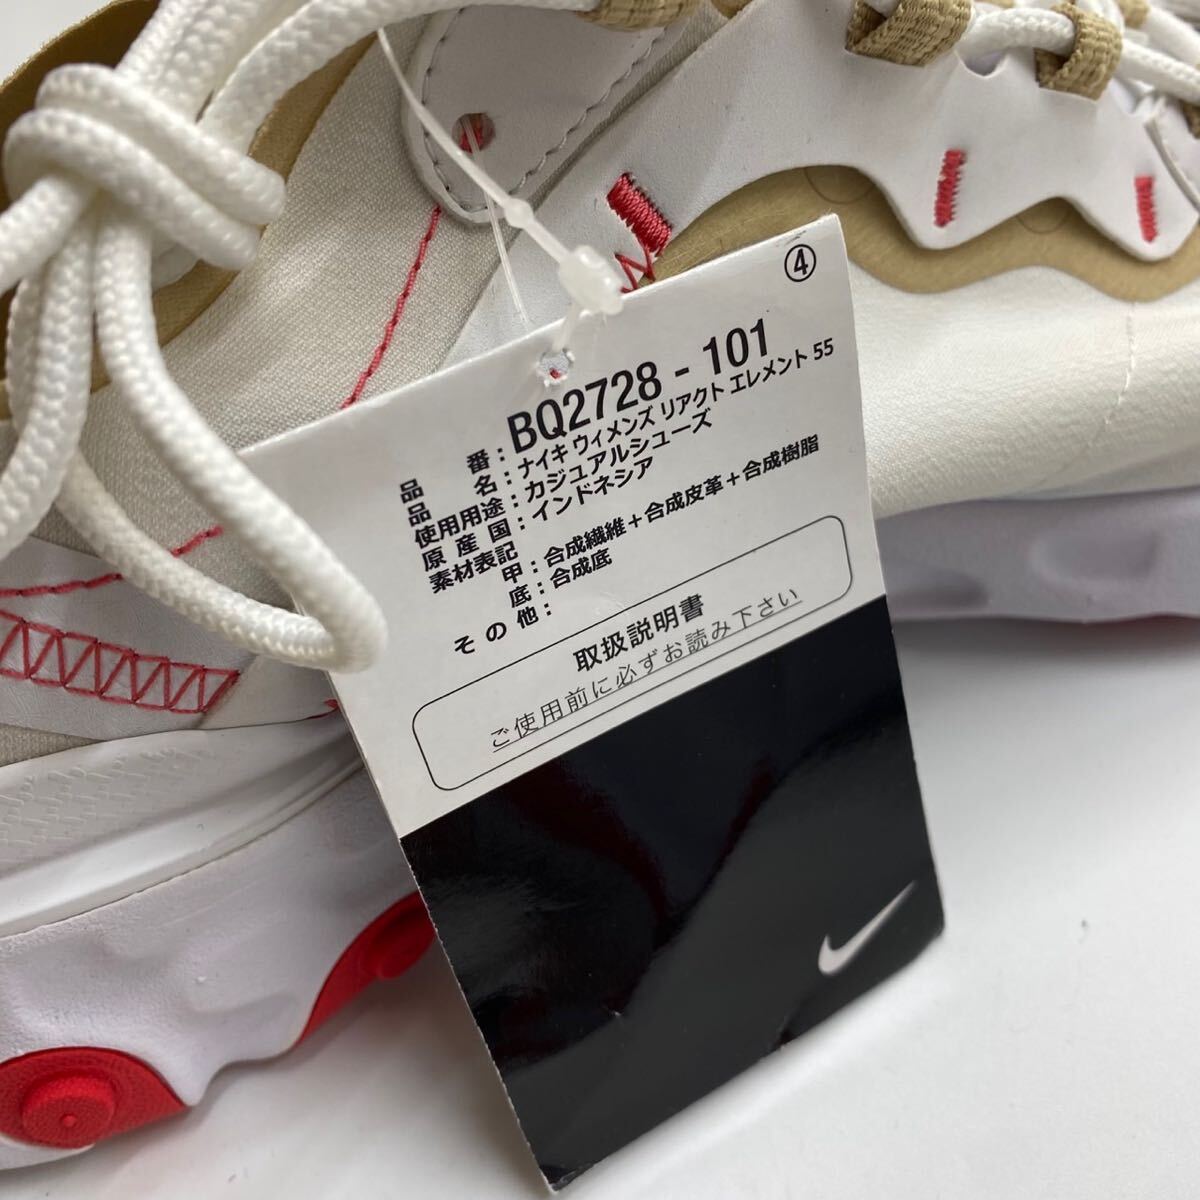 ④
品 番 : BQ2728 - 101
品 名 : ナイキ ウィメンズ リアクト エレメント 55
使用用途 : カジュアルシューズ
原 産 国 : インドネシア
素材表記
甲 : 合成繊維 + 合成皮革 + 合成樹脂
底 : 合成底
そ の 他 :
取扱説明書
ご使用前に必ずお読み下さい